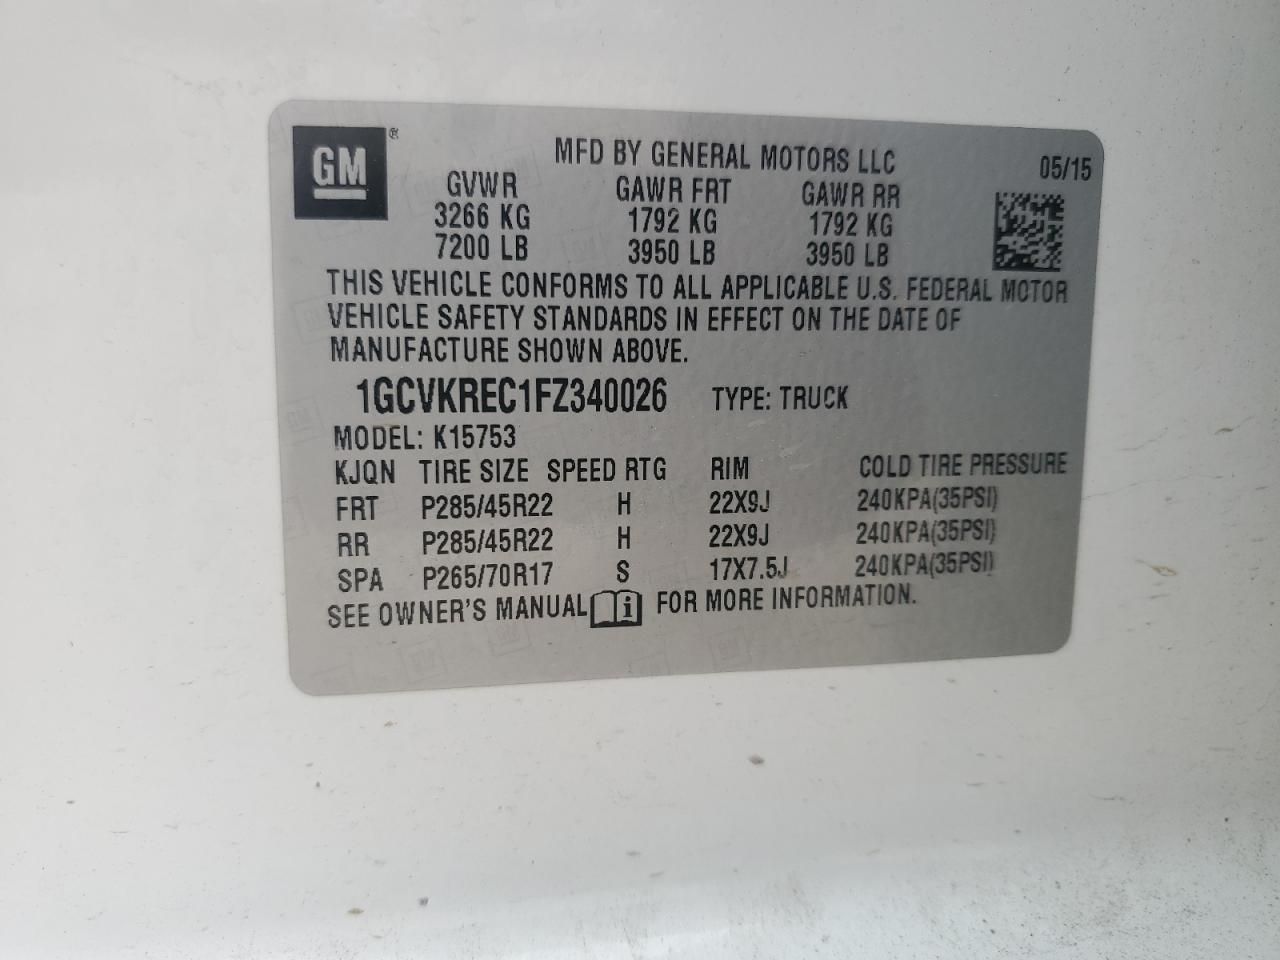 GM®
MFD BY GENERAL MOTORS LLC 05/15
GVWR GAWR FRT GAWR RR
3266 KG 1792 KG 1792 KG
7200 LB 3950 LB 3950 LB
THIS VEHICLE CONFORMS TO ALL APPLICABLE U.S. FEDERAL MOTOR
VEHICLE SAFETY STANDARDS IN EFFECT ON THE DATE OF
MANUFACTURE SHOWN ABOVE.
1GCVKREC1FZ340026 TYPE: TRUCK
MODEL: K15753
KJQN TIRE SIZE SPEED RTG RIM COLD TIRE PRESSURE
FRT P285/45R22 H 22X9J 240KPA(35PSI)
RR P285/45R22 H 22X9J 240KPA(35PSI)
SPA P265/70R17 S 17X7.5J 240KPA(35PSI)
SEE OWNER'S MANUAL i FOR MORE INFORMATION.